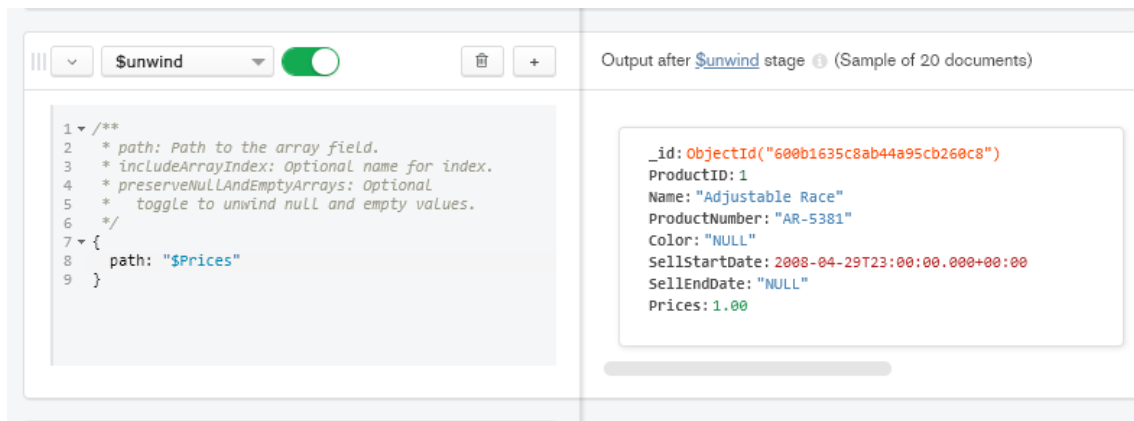 $unwind
+
Output after $unwind stage (Sample of 20 documents)
1 /**
2 * path: Path to the array field.
3 * includeArrayIndex: Optional name for index.
4 * preserveNullAndEmptyArrays: Optional
5 * toggle to unwind null and empty values.
6 */
7 {
8 path: "$Prices"
9 }
_id: ObjectId("600b1635c8ab44a95cb260c8")
ProductID: 1
Name: "Adjustable Race"
ProductNumber: "AR-5381"
Color: "NULL"
SellStartDate: 2008-04-29T23:00:00.000+00:00
SellEndDate: "NULL"
Prices: 1.00